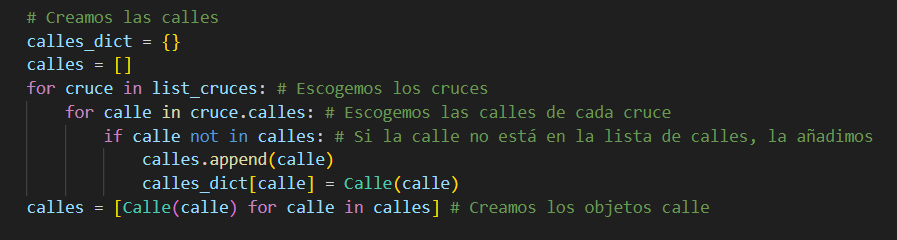 # Creamos las calles
calles_dict = {}
calles = []
for cruce in list_cruces: # Escogemos los cruces
    for calle in cruce.calles: # Escogemos las calles de cada cruce
        if calle not in calles: # Si la calle no está en la lista de calles, la añadimos
            calles.append(calle)
            calles_dict[calle] = Calle(calle)
calles = [Calle(calle) for calle in calles] # Creamos los objetos calle